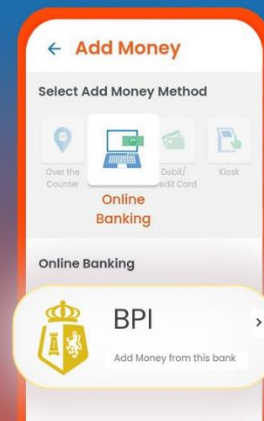 ← Add Money
Select Add Money Method
Over the
Counter
Online
Banking
Debit/
Credit Card
Kiosk
Online Banking
BPI
Add Money from this bank